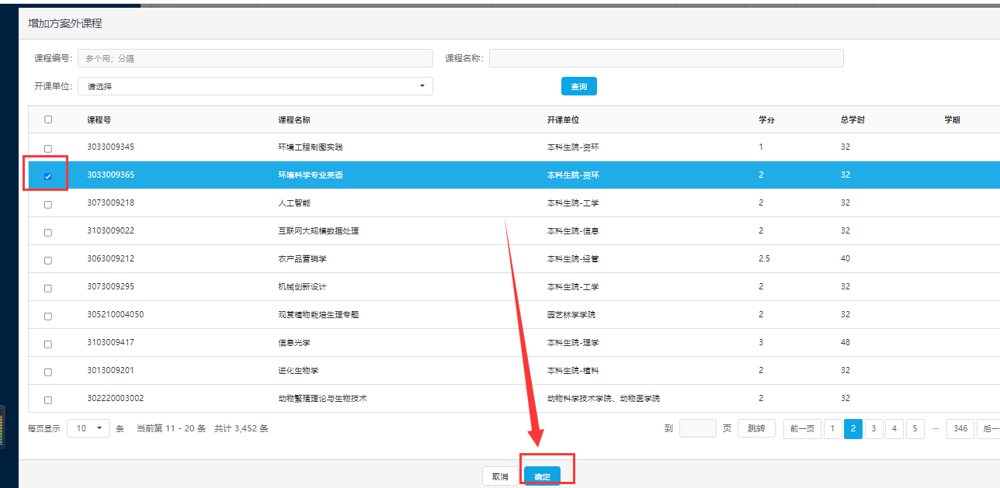 增加方案外课程
课程编号: 多个用; 分隔 课程名称:
开课单位: 请选择 查询
课程号 课程名称 开课单位 学分 总学时 学期
3033009345 环境工程制图实践 本科生院-资环 1 32
3033009365 环境科学专业英语 本科生院-资环 2 32
3073009218 人工智能 本科生院-工学 2 32
3103009022 互联网大规模数据处理 本科生院-信息 2 32
3063009212 农产品营销学 本科生院-经管 2.5 40
3073009295 机械创新设计 本科生院-工学 2 32
305210004050 观赏植物栽培生理专题 园艺林学学院 2 32
3103009417 信息光学 本科生院-理学 3 48
3013009201 进化生物学 本科生院-植科 2 32
302220003002 动物繁殖理论与生物技术 动物科学技术学院、动物医学院 2 32
每页显示 10 条 当前第 11 - 20 条 共计 3,452 条 到 页 跳转 前一页 1 2 3 4 5 ··· 346 后一
取消 确定